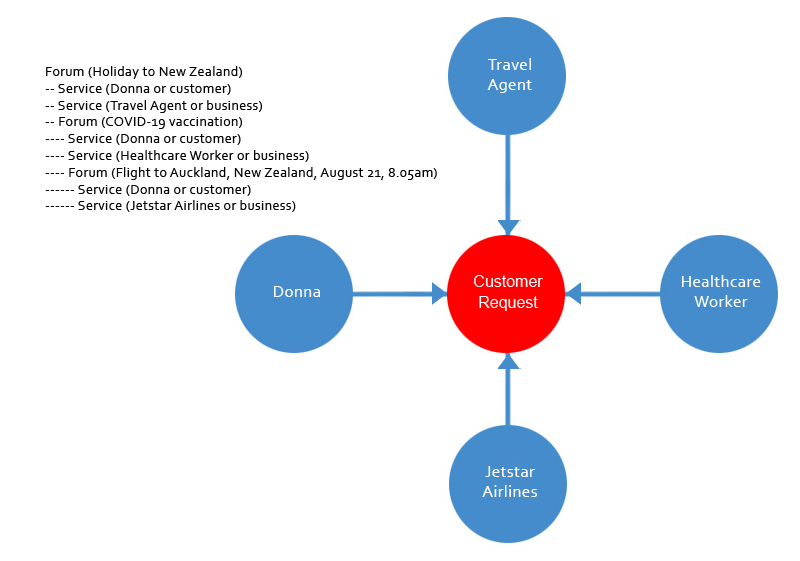 Forum (Holiday to New Zealand)
-- Service (Donna or customer)
-- Service (Travel Agent or business)
-- Forum (COVID-19 vaccination)
---- Service (Donna or customer)
---- Service (Healthcare Worker or business)
---- Forum (Flight to Auckland, New Zealand, August 21, 8.05am)
------ Service (Donna or customer)
------ Service (Jetstar Airlines or business)
Travel
Agent
Donna
Customer
Request
Healthcare
Worker
Jetstar
Airlines